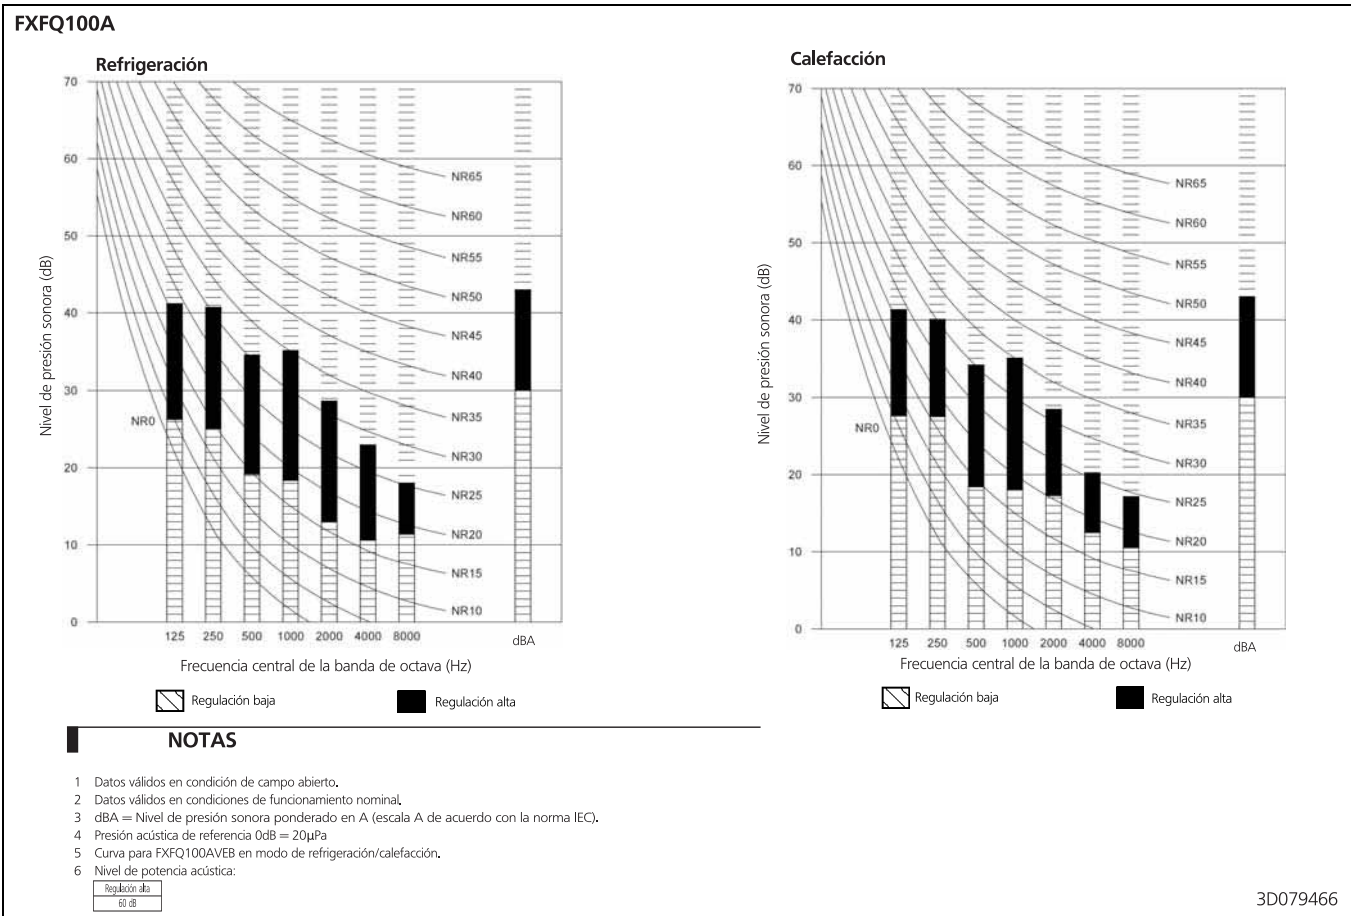 FXFQ100A
Refrigeración
Nivel de presión sonora (dB)
70
60
50
40
30
20
10
0
NR65
NR60
NR55
NR50
NR45
NR40
NR35
NR30
NR25
NR20
NR15
NR10
NR0
125 250 500 1000 2000 4000 8000 dBA
Frecuencia central de la banda de octava (Hz)
Regulación baja Regulación alta
Calefacción
Nivel de presión sonora (dB)
70
60
50
40
30
20
10
0
NR65
NR60
NR55
NR50
NR45
NR40
NR35
NR30
NR25
NR20
NR15
NR10
NR0
125 250 500 1000 2000 4000 8000 dBA
Frecuencia central de la banda de octava (Hz)
Regulación baja Regulación alta
NOTAS
1 Datos válidos en condición de campo abierto.
2 Datos válidos en condiciones de funcionamiento nominal.
3 dBA = Nivel de presión sonora ponderado en A (escala A de acuerdo con la norma IEC).
4 Presión acústica de referencia 0dB = 20µPa
5 Curva para FXFQ100AVEB en modo de refrigeración/calefacción.
6 Nivel de potencia acústica:
Regulación alta
60 dB
3D079466